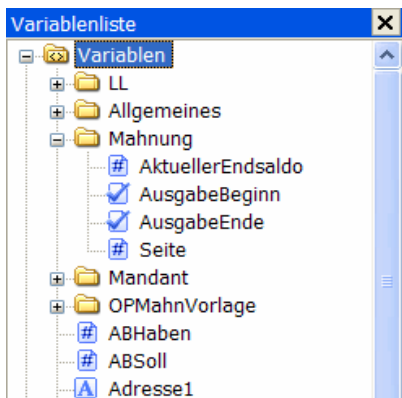 Variablenliste
Variablen
LL
Allgemeines
Mahnung
AktuellerEndsaldo
AusgabeBeginn
AusgabeEnde
Seite
Mandant
OPMahnVorlage
ABHaben
ABSoll
Adresse1